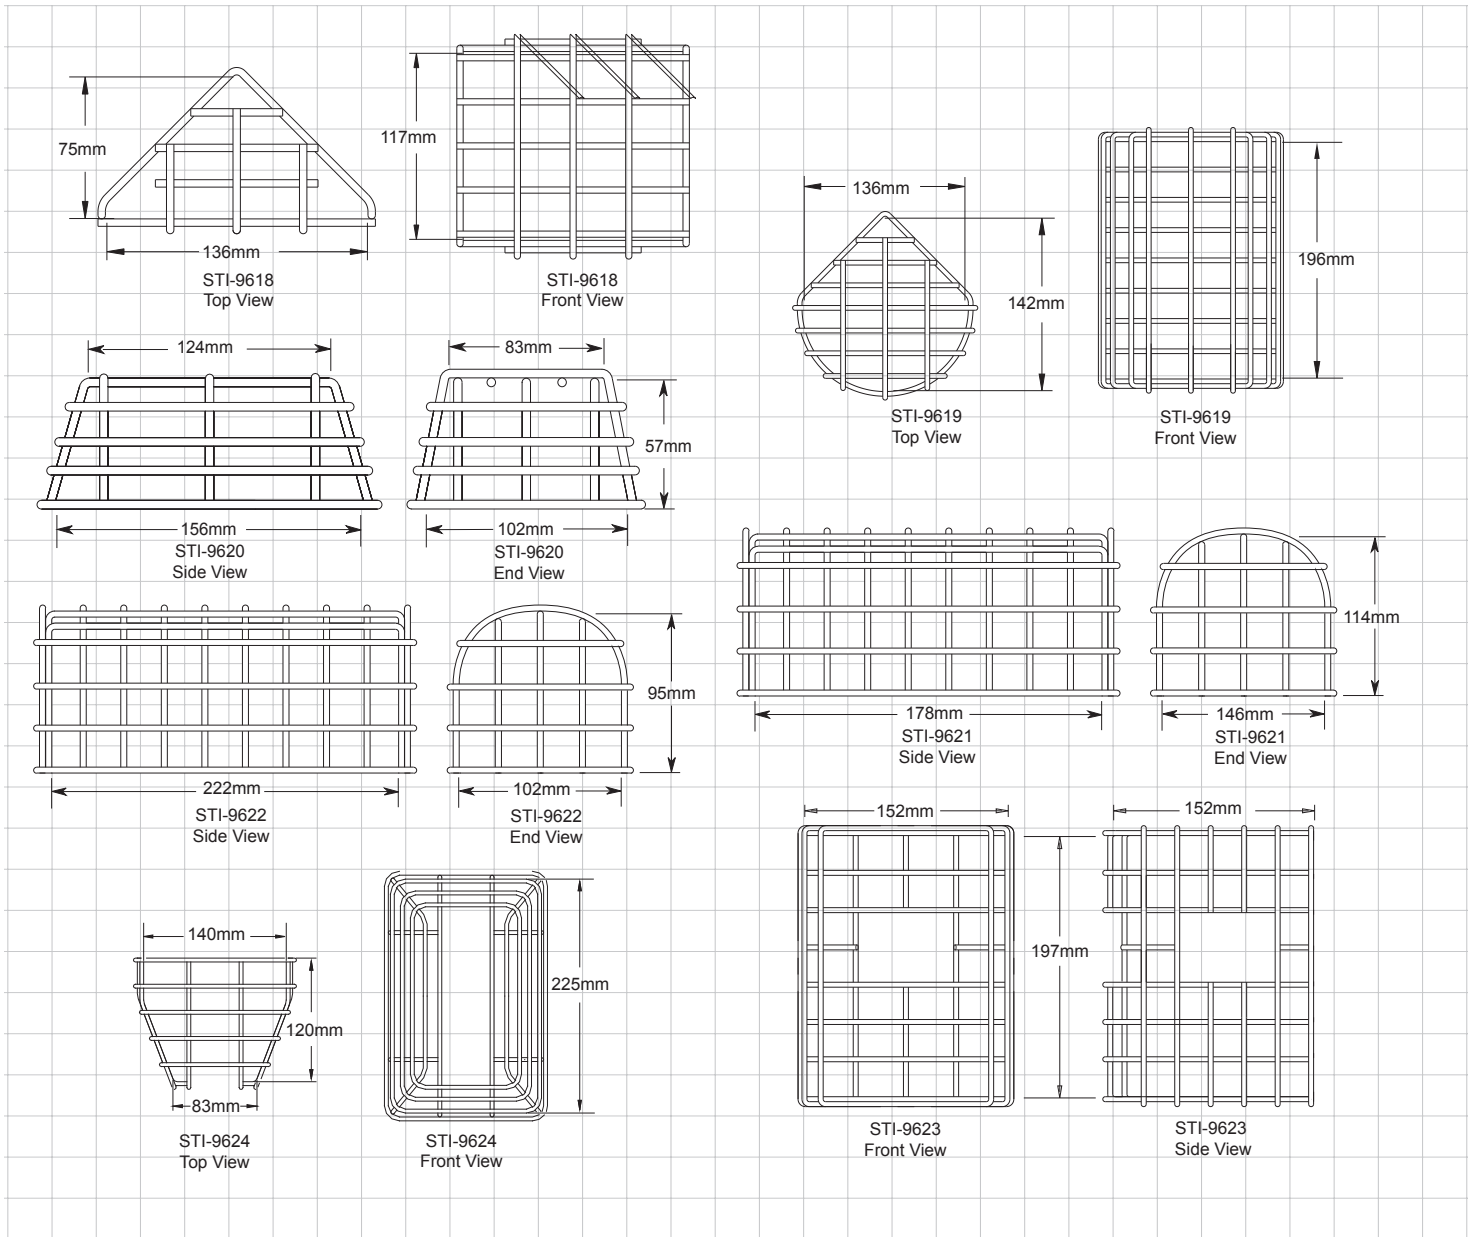 75mm
136mm
STI-9618
Top View
117mm
STI-9618
Front View
136mm
142mm
STI-9619
Top View
196mm
STI-9619
Front View
124mm
156mm
STI-9620
Side View
83mm
57mm
102mm
STI-9620
End View
178mm
STI-9621
Side View
114mm
146mm
STI-9621
End View
222mm
STI-9622
Side View
95mm
102mm
STI-9622
End View
152mm
197mm
STI-9623
Front View
152mm
STI-9623
Side View
140mm
120mm
83mm
STI-9624
Top View
225mm
STI-9624
Front View